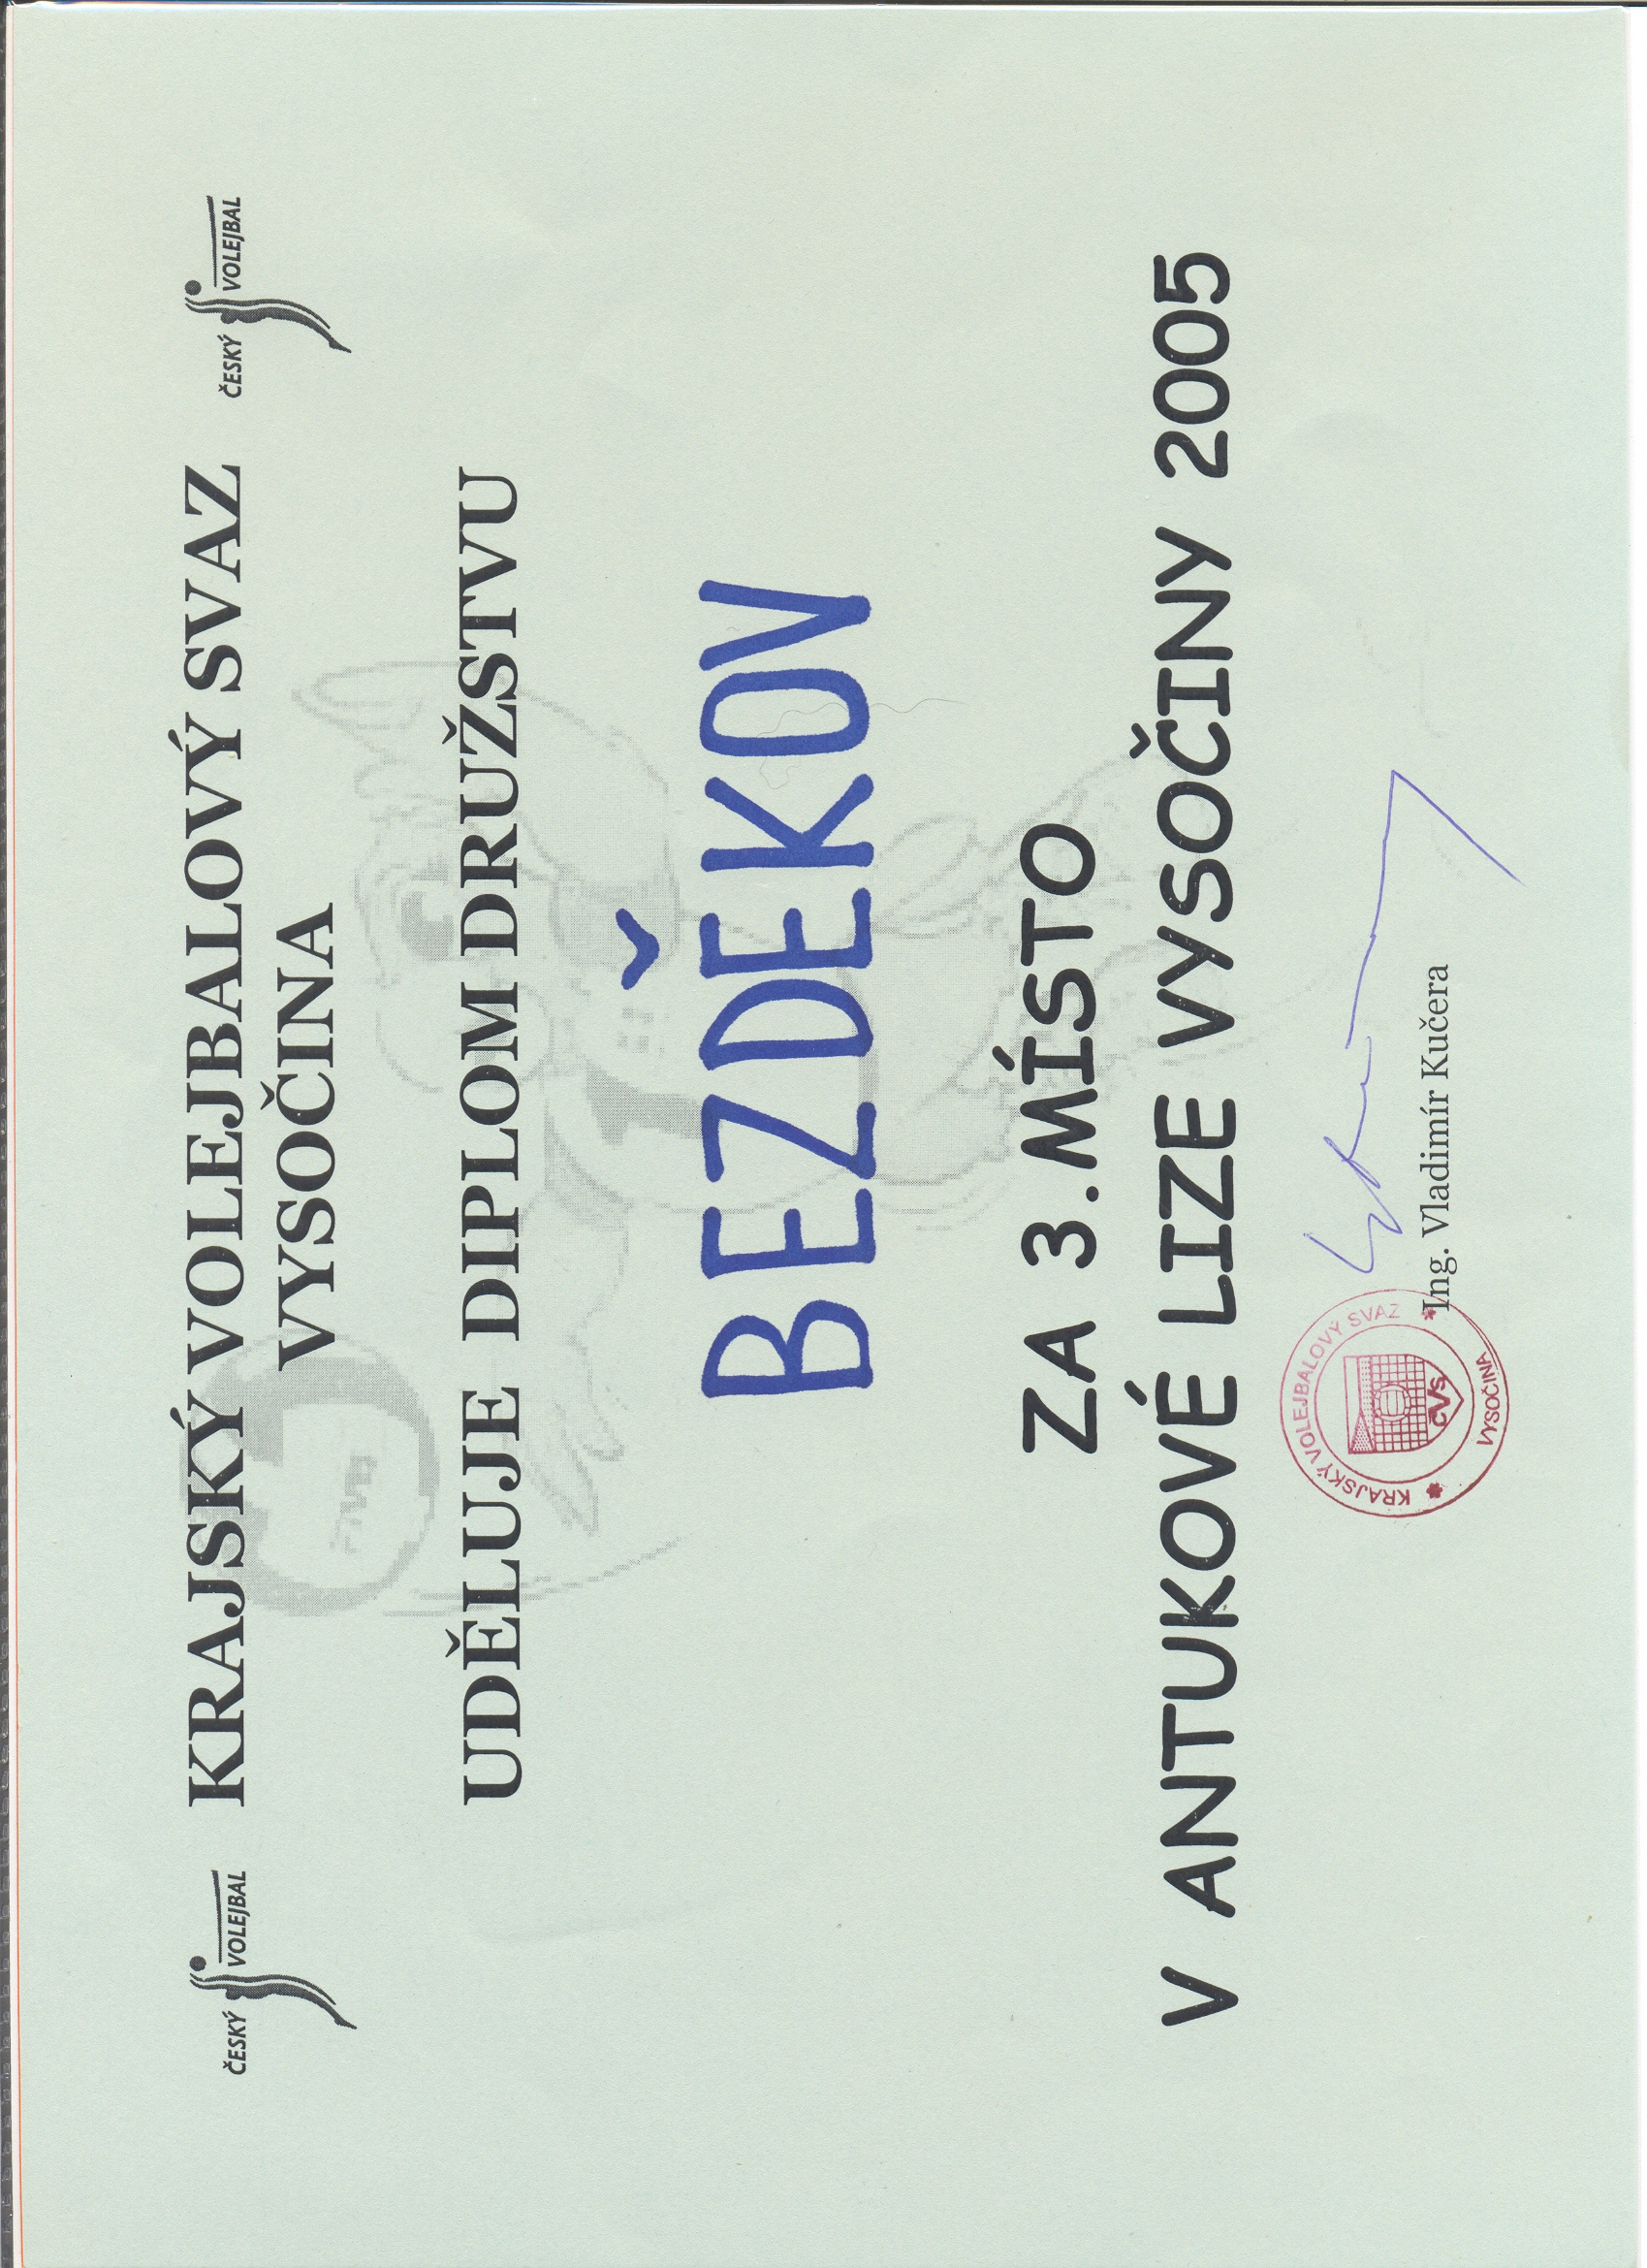 ČESKÝ VOLEJBAL
KRAJSKÝ VOLEJBALOVÝ SVAZ
ČESKÝ VOLEJBAL
VYSOČINA
UDĚLUJE DIPLOM DRUŽSTVU
BEZDĚKOV
ZA 3.MÍSTO
V ANTUKOVÉ LIZE VYSOČINY 2005
KRAJSKÝ VOLEJBALOVÝ SVAZ
ČVS
VYSOČINA
Ing. Vladimír Kučera